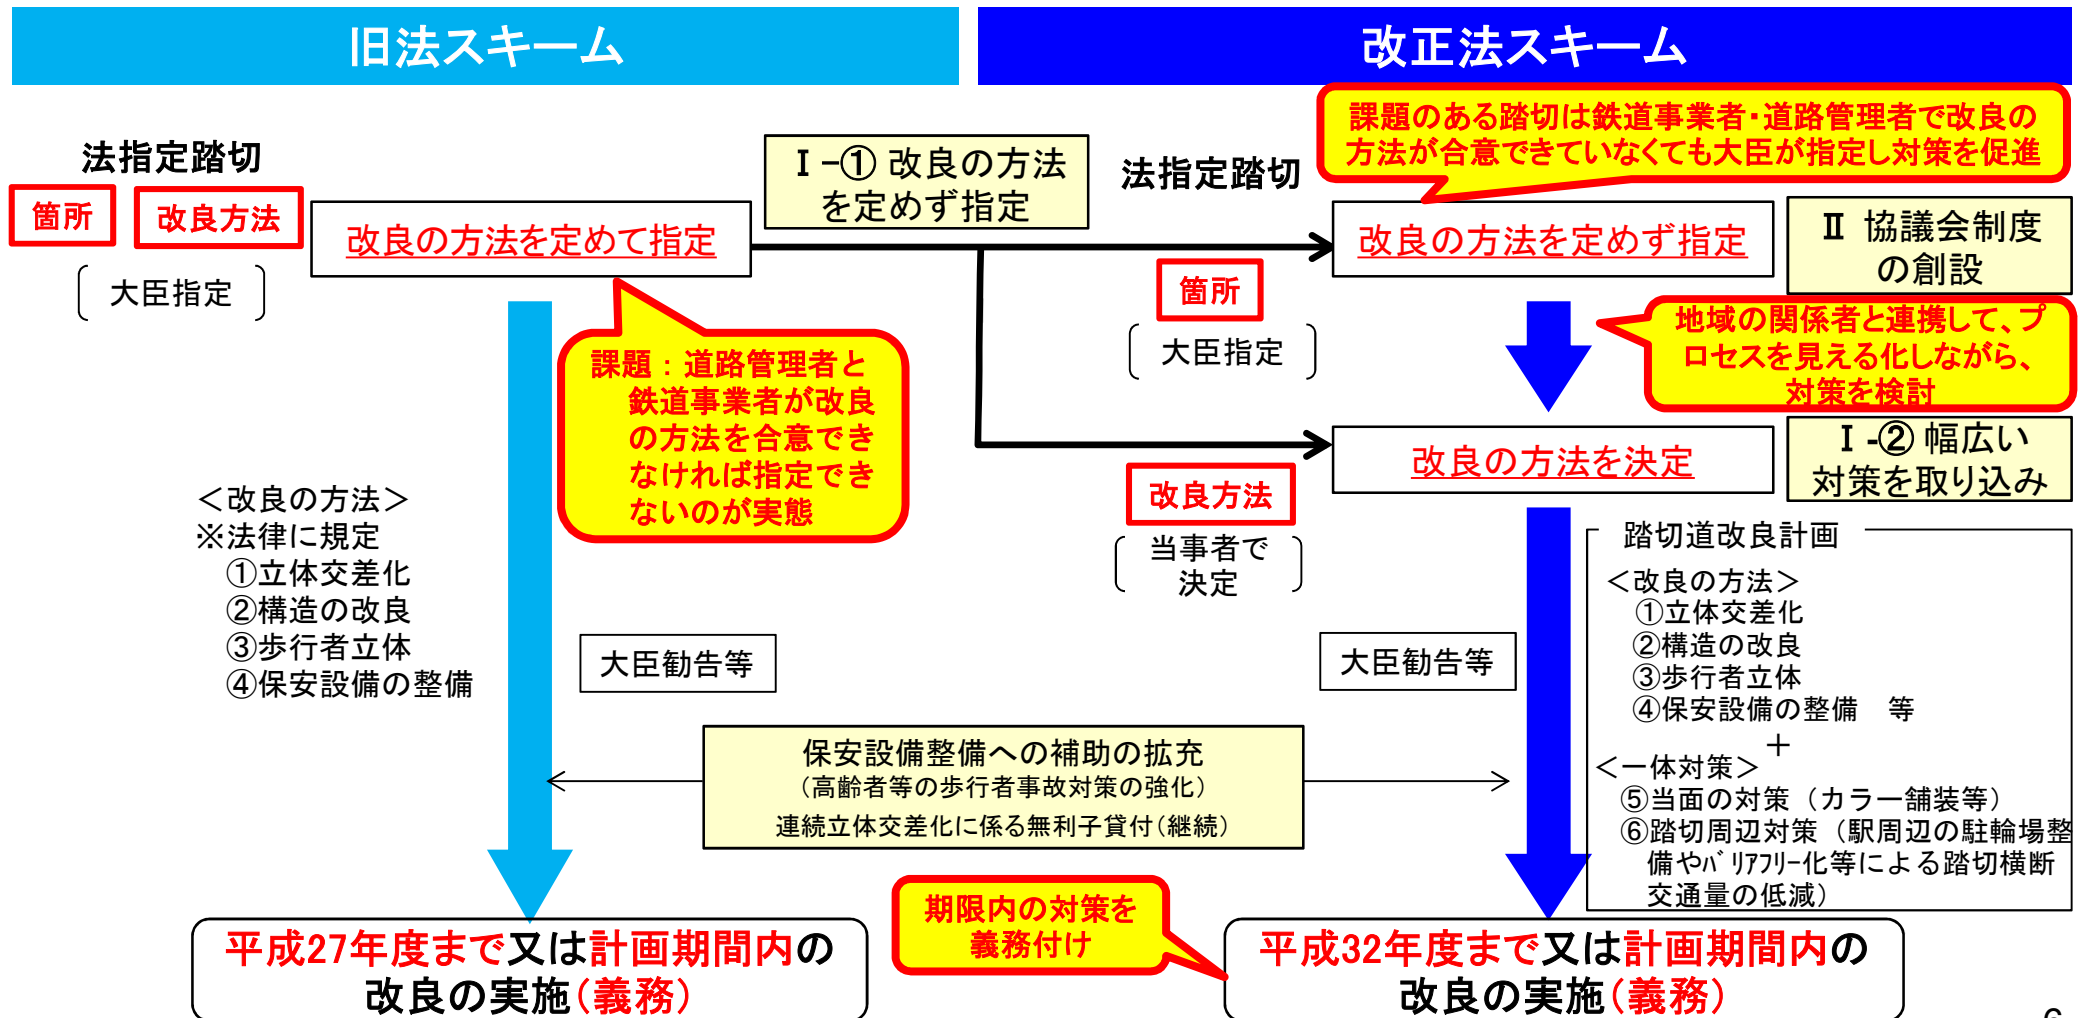 旧法スキーム
改正法スキーム
法指定踏切
箇所
改良方法
大臣指定
改良の方法を定めて指定
課題：道路管理者と
鉄道事業者が改良
の方法を合意でき
なければ指定でき
ないのが実態
＜改良の方法＞
※法律に規定
①立体交差化
②構造の改良
③歩行者立体
④保安設備の整備
大臣勧告等
Ⅰ-① 改良の方法
を定めず指定
法指定踏切
課題のある踏切は鉄道事業者・道路管理者で改良の
方法が合意できていなくても大臣が指定し対策を促進
改良の方法を定めず指定
箇所
大臣指定
Ⅱ 協議会制度
の創設
地域の関係者と連携して、プ
ロセスを見える化しながら、
対策を検討
改良の方法を決定
改良方法
当事者で
決定
Ⅰ-② 幅広い
対策を取り込み
踏切道改良計画
＜改良の方法＞
①立体交差化
②構造の改良
③歩行者立体
④保安設備の整備　等
＋
＜一体対策＞
⑤当面の対策（カラー舗装等）
⑥踏切周辺対策（駅周辺の駐輪場整
備やﾊﾞﾘｱﾌﾘｰ化等による踏切横断
交通量の低減）
大臣勧告等
保安設備整備への補助の拡充
（高齢者等の歩行者事故対策の強化）
連続立体交差化に係る無利子貸付（継続）
期限内の対策を
義務付け
平成27年度まで又は計画期間内の
改良の実施（義務）
平成32年度まで又は計画期間内の
改良の実施（義務）